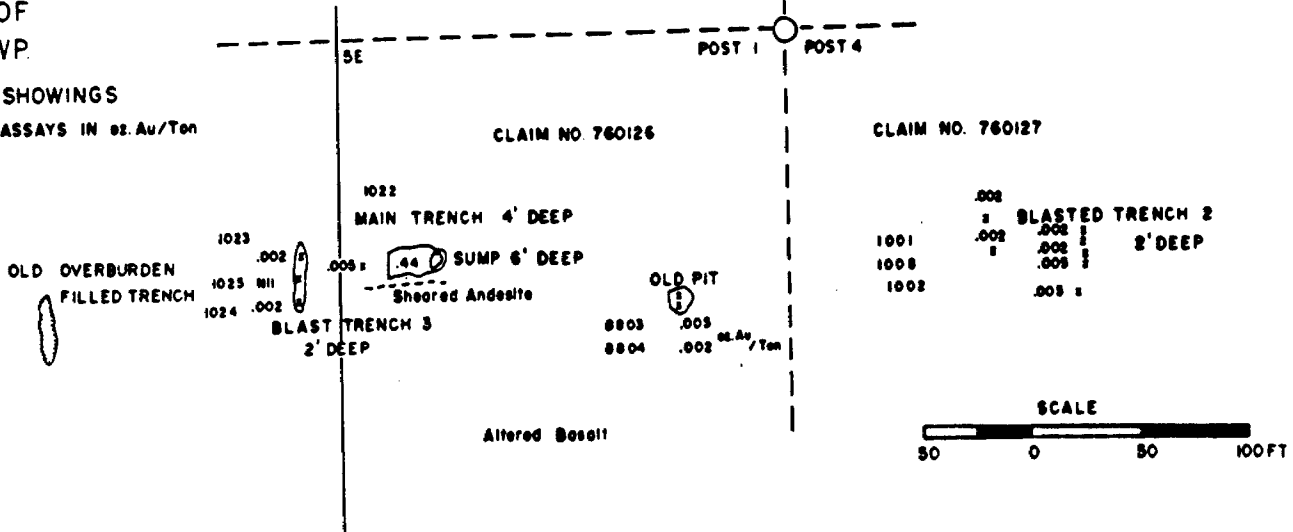 OF
WP.
SHOWINGS
ASSAYS IN oz. Au/Ton
5E
POST 1
POST 4
CLAIM NO. 760126
CLAIM NO. 760127
1022
MAIN TRENCH 4' DEEP
1023
.002
.005
.44
SUMP 6' DEEP
OLD OVERBURDEN
FILLED TRENCH
1025 Nil
1024 .002
Sheared Andesite
BLAST TRENCH 3
2' DEEP
OLD PIT
8803 .005
8804 .002
oz. Au/Ton
.002
BLASTED TRENCH 2
2' DEEP
1001 .002 .002
1008 .002
.005
1002 .005
Altered Basalt
SCALE
50 0 50 100 FT